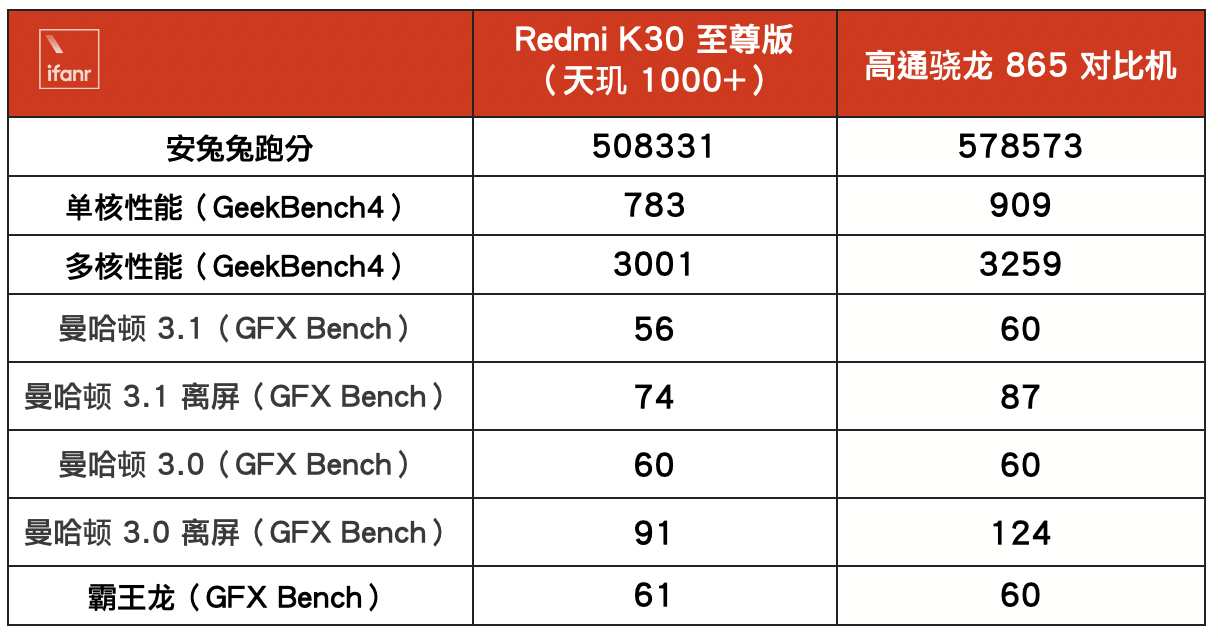 ifanr
Redmi K30 至尊版
（天玑 1000+）
高通骁龙 865 对比机
安兔兔跑分 508331 578573
单核性能（GeekBench4） 783 909
多核性能（GeekBench4） 3001 3259
曼哈顿 3.1（GFX Bench） 56 60
曼哈顿 3.1 离屏（GFX Bench） 74 87
曼哈顿 3.0（GFX Bench） 60 60
曼哈顿 3.0 离屏（GFX Bench） 91 124
霸王龙（GFX Bench） 61 60